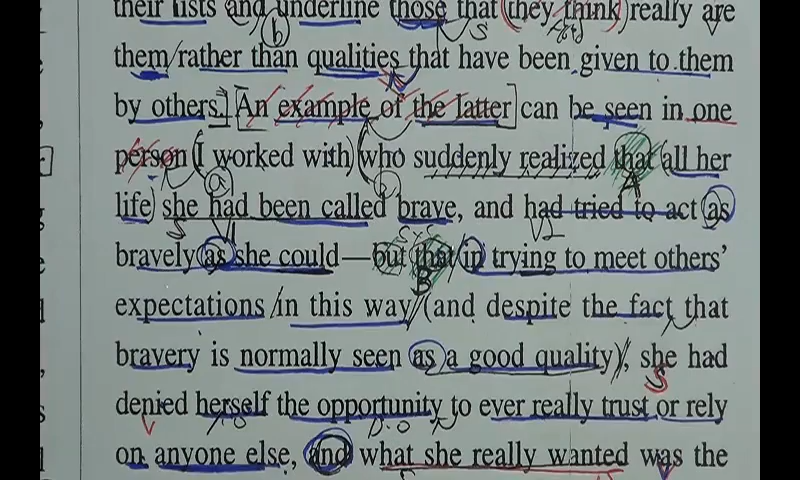 their lists and underline those that (they think) really are
them/rather than qualities that have been given to them
by others.] [An example of the latter] can be seen in one
person (I worked with) who suddenly realized that (all her
life) she had been called brave, and had tried to act as
bravely as she could—but that/in trying to meet others'
expectations/in this way/(and despite the fact that
bravery is normally seen as a good quality), she had
denied herself the opportunity to ever really trust or rely
on anyone else, and what she really wanted was the